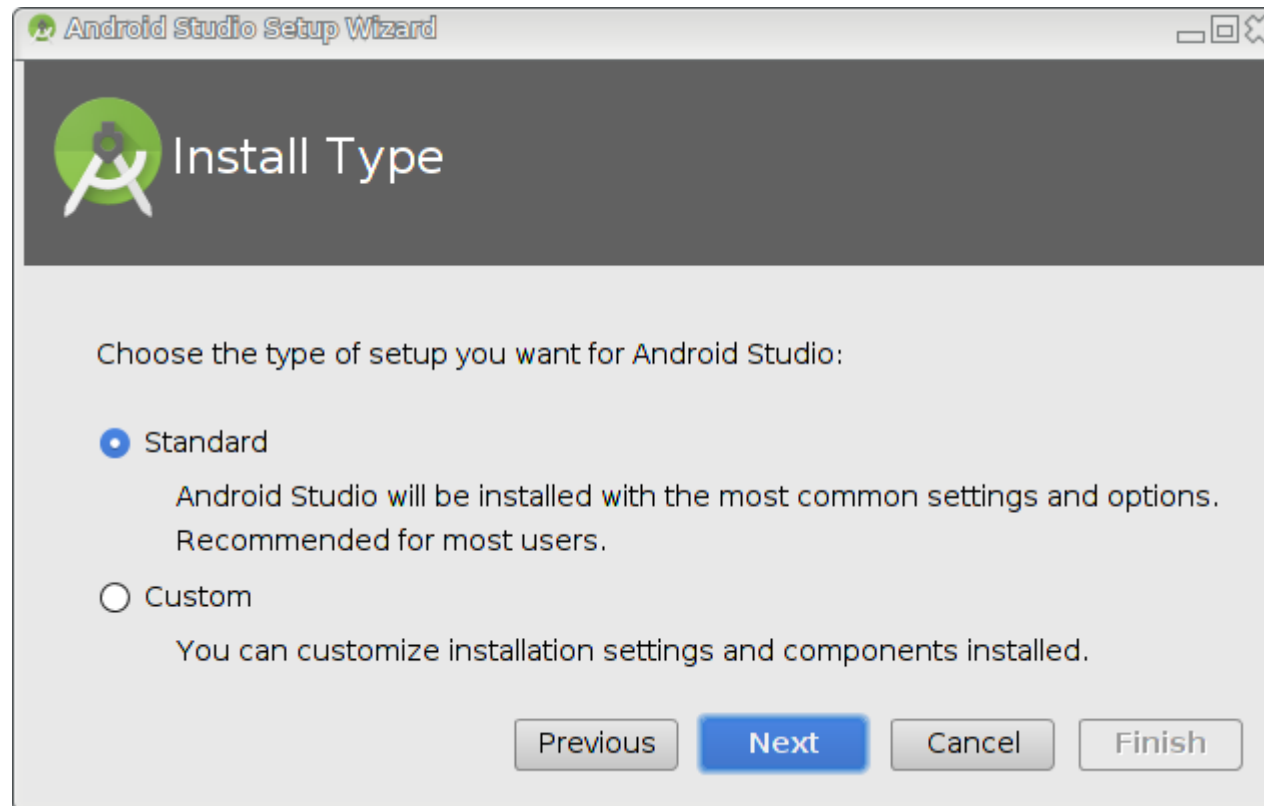 Android Studio Setup Wizard
Install Type
Choose the type of setup you want for Android Studio:
Standard
Android Studio will be installed with the most common settings and options.
Recommended for most users.
Custom
You can customize installation settings and components installed.
Previous Next Cancel Finish